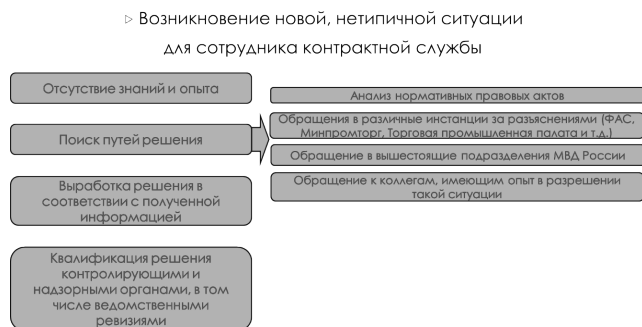 ▷ Возникновение новой, нетипичной ситуации
для сотрудника контрактной службы
Отсутствие знаний и опыта
Поиск путей решения
Выработка решения в
соответствии с полученной
информацией
Квалификация решения
контролирующими и
надзорными органами, в том
числе ведомственными
ревизиями
Анализ нормативных правовых актов
Обращения в различные инстанции за разъяснениями (ФАС,
Минпромторг, Торговая промышленная палата и т.д.)
Обращение в вышестоящие подразделения МВД России
Обращение к коллегам, имеющим опыт в разрешении
такой ситуации